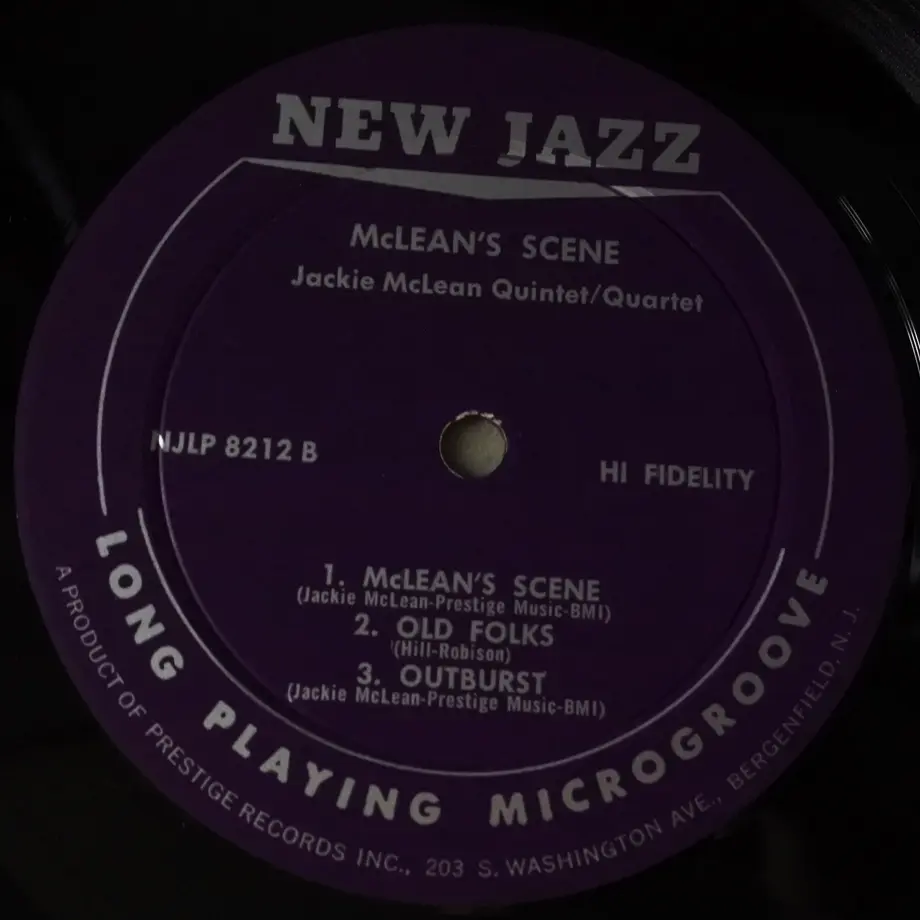 NEW JAZZ
McLEAN'S SCENE
Jackie McLean Quintet/Quartet
NJLP 8212 B
HI FIDELITY
1. McLEAN'S SCENE
(Jackie McLean-Prestige Music-BMI)
2. OLD FOLKS
(Hill-Robison)
3. OUTBURST
(Jackie McLean-Prestige Music-BMI)
LONG PLAYING MICROGROOVE
A PRODUCT OF PRESTIGE RECORDS INC., 203 S. WASHINGTON AVE., BERGENFIELD, N. J.